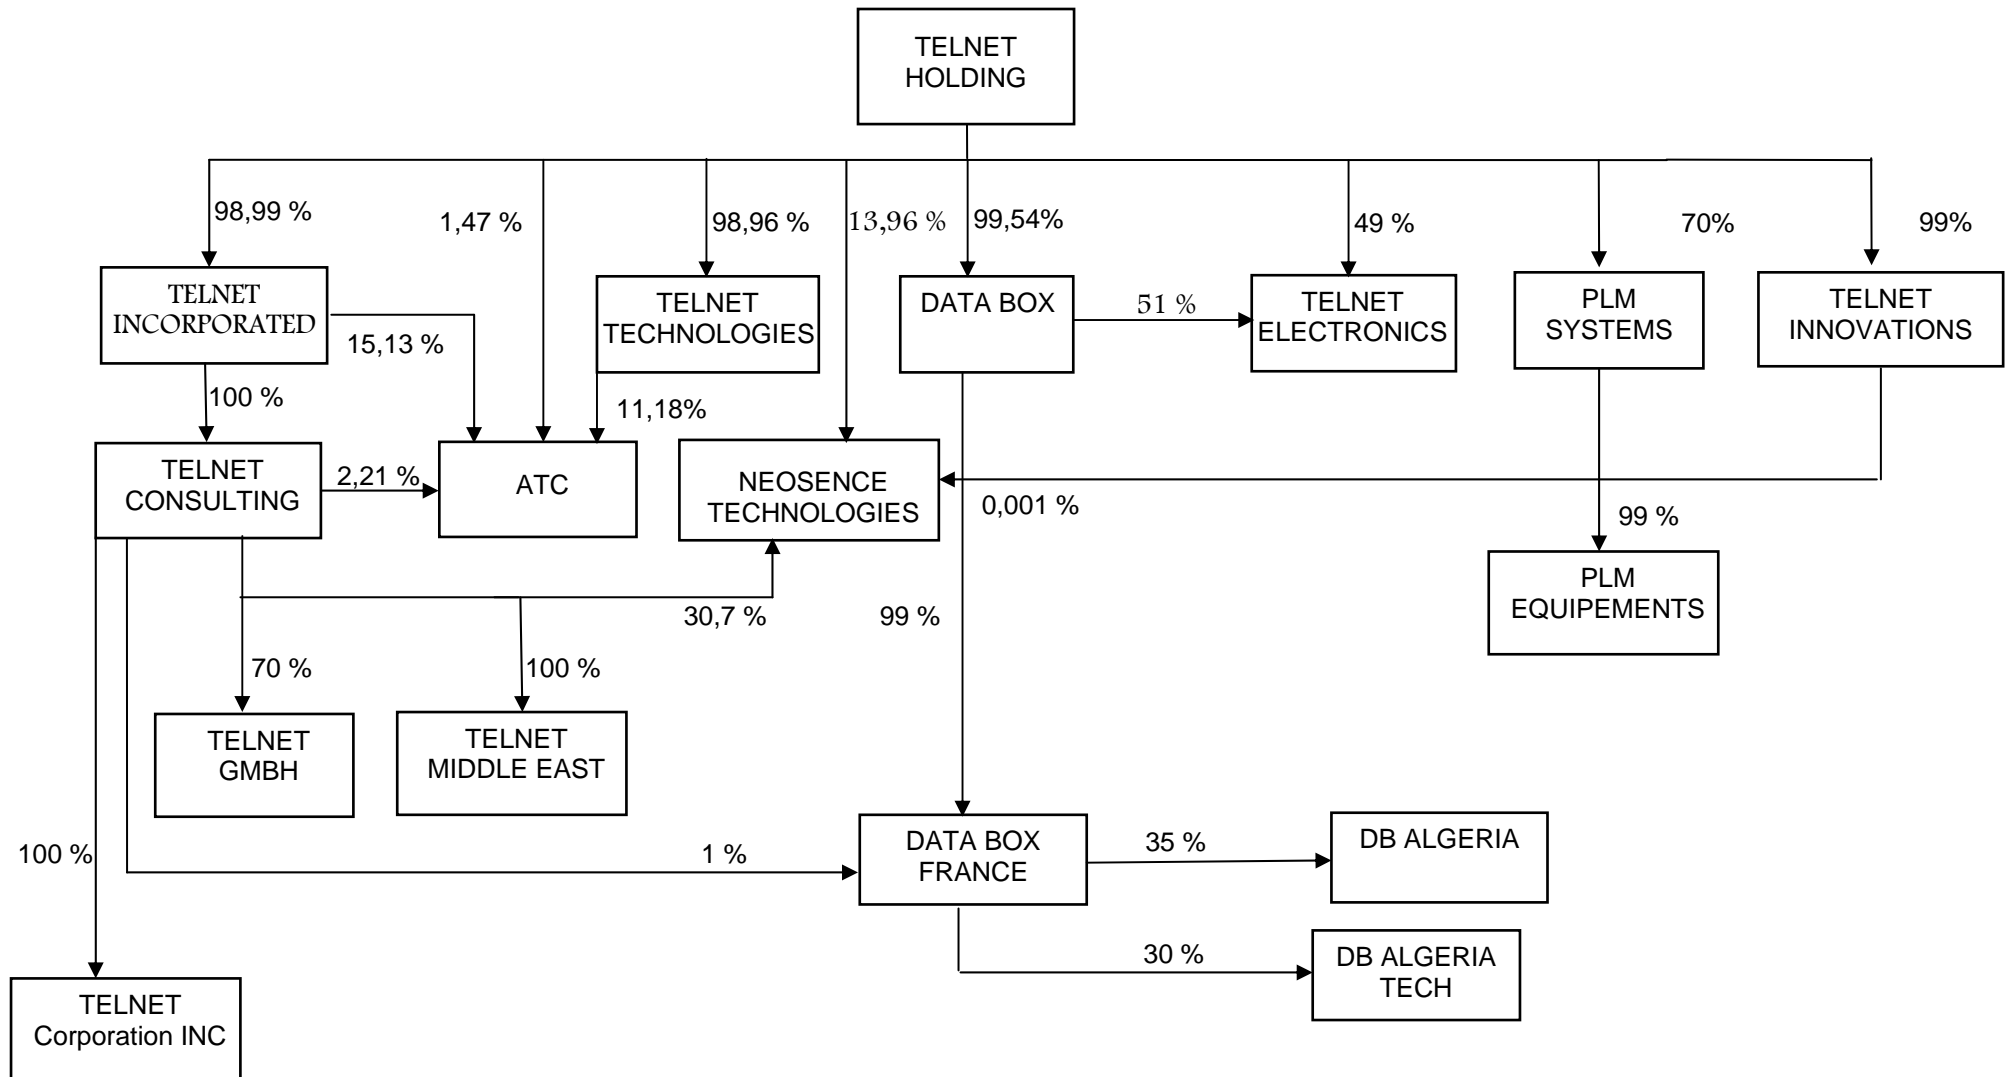 TELNET
HOLDING
98,99 %
1,47 %
98,96 %
13,96 %
99,54%
49 %
70%
99%
TELNET
INCORPORATED
TELNET
TECHNOLOGIES
DATA BOX
51 %
TELNET
ELECTRONICS
PLM
SYSTEMS
TELNET
INNOVATIONS
15,13 %
100 %
11,18%
TELNET
CONSULTING
2,21 %
ATC
NEOSENCE
TECHNOLOGIES
0,001 %
99 %
PLM
EQUIPEMENTS
30,7 %
99 %
70 %
100 %
TELNET
GMBH
TELNET
MIDDLE EAST
100 %
1 %
DATA BOX
FRANCE
35 %
DB ALGERIA
30 %
DB ALGERIA
TECH
TELNET
Corporation INC